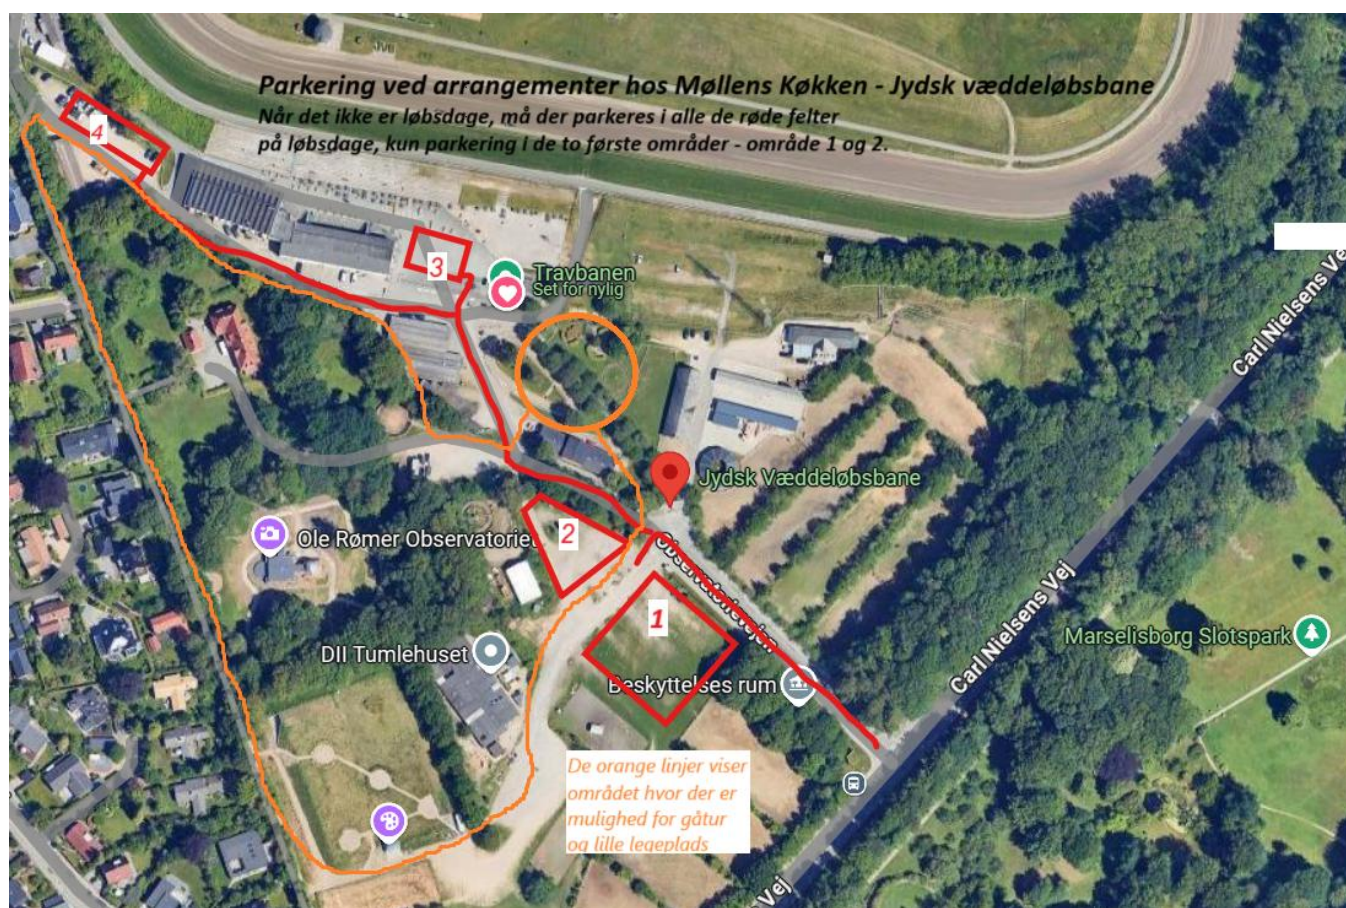 Parkering ved arrangementer hos Møllens Køkken - Jydsk væddeløbsbane
Når det ikke er løbsdage, må der parkeres i alle de røde felter
på løbsdage, kun parkering i de to første områder - område 1 og 2.
4
3
Travbanen
Set for nylig
Carl Nielsens Ve
Jydsk Væddeløbsbane
2
Ole Rømer Observatoriet
Observatorievejen
1
Carl Nielsens Vej
Marselisborg Slotspark
DII Tumlehuset
Beskyttelses rum
De orange linjer viser
området hvor der er
mulighed for gåtur
og lille legeplads
Vej